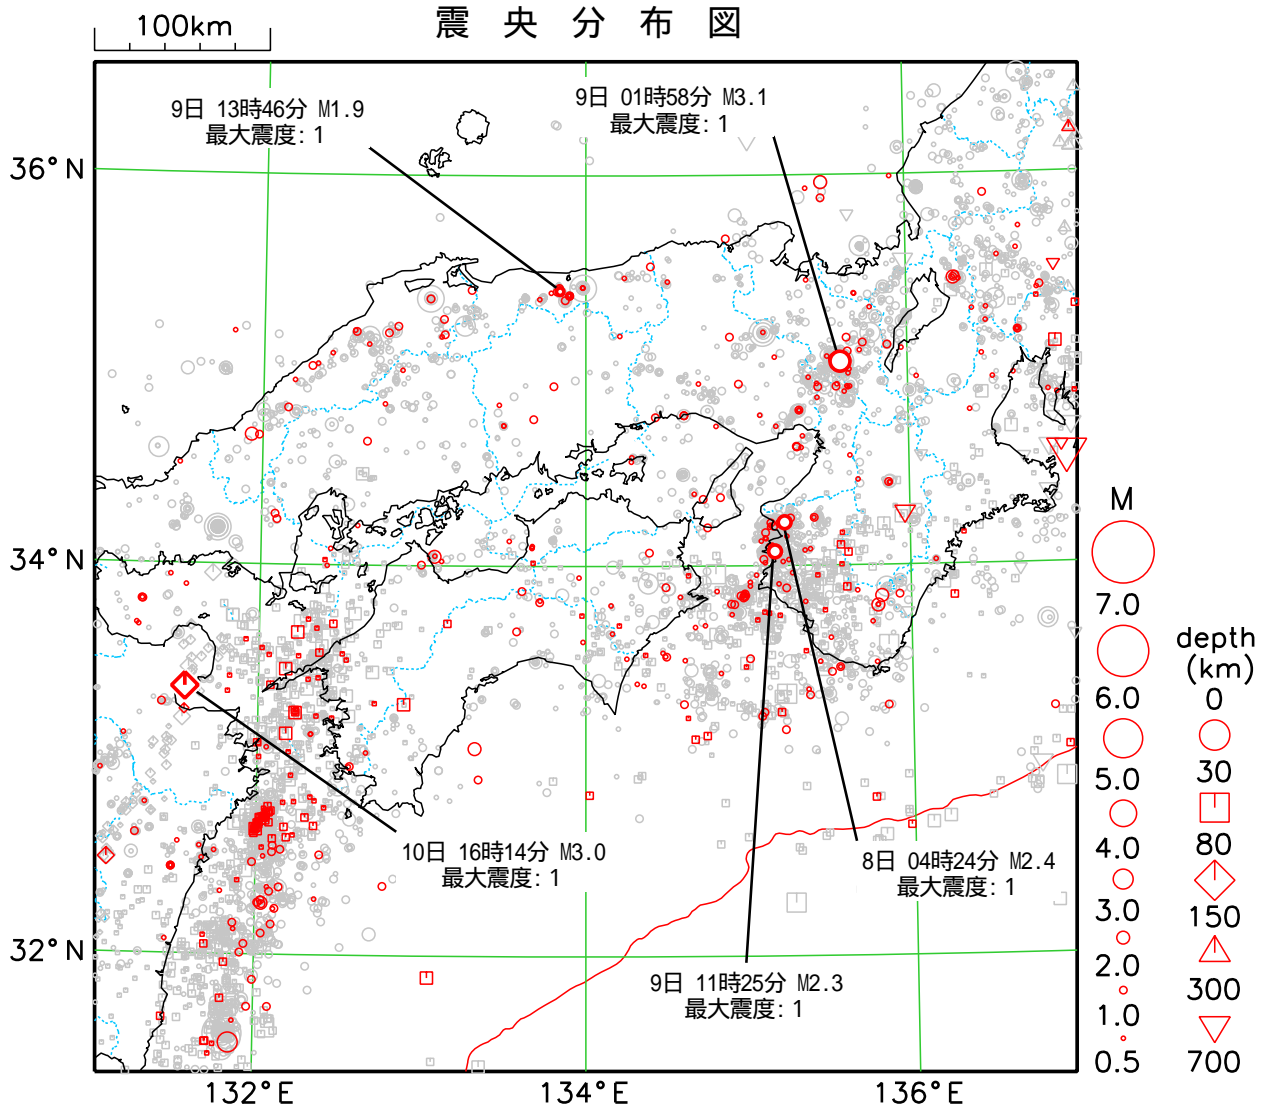 震央分布図
100km
9日 13時46分 M1.9
最大震度: 1
9日 01時58分 M3.1
最大震度: 1
36°N
34°N
32°N
10日 16時14分 M3.0
最大震度: 1
8日 04時24分 M2.4
最大震度: 1
9日 11時25分 M2.3
最大震度: 1
132°E
134°E
136°E
M
7.0
6.0
5.0
4.0
3.0
2.0
1.0
0.5
depth
(km)
0
30
80
150
300
700